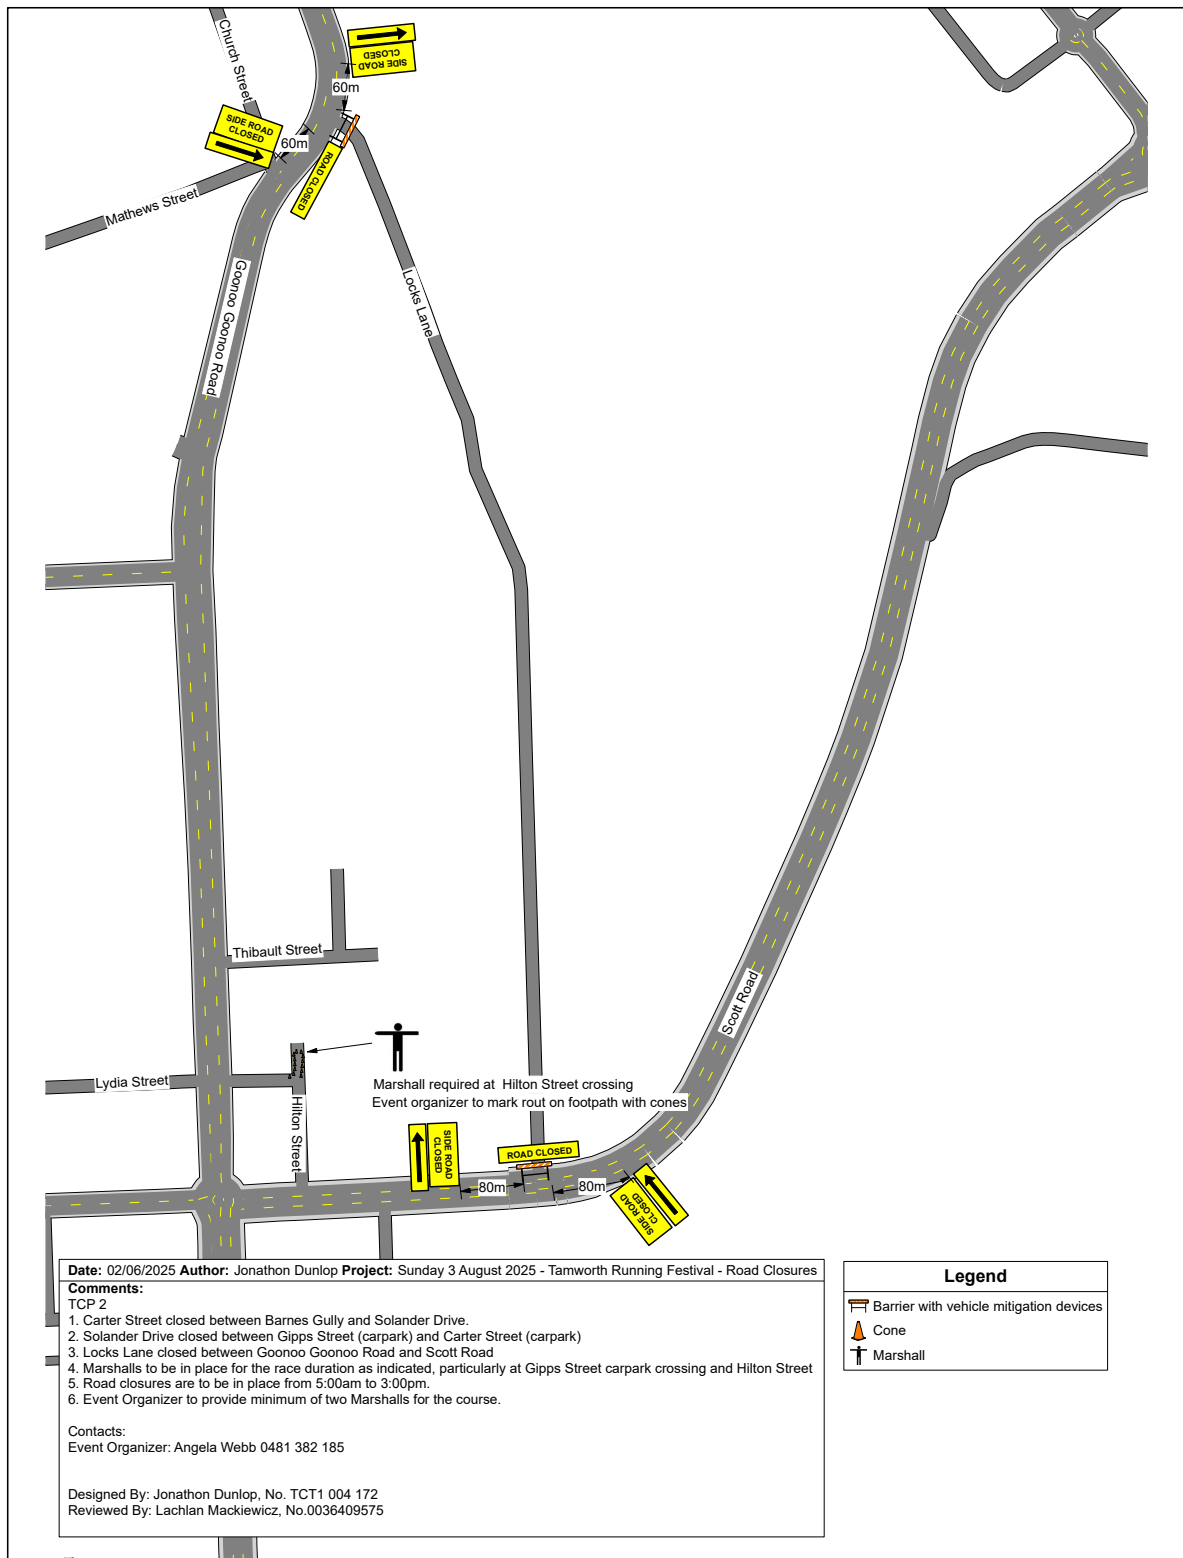 Church Street
SIDE ROAD
CLOSED
60m
SIDE ROAD
CLOSED
60m
ROAD CLOSED
Mathews Street
Goonoo Goonoo Road
Locks Lane
Scott Road
Thibault Street
Lydia Street
Hilton Street
Marshall required at  Hilton Street crossing
Event organizer to mark rout on footpath with cones
SIDE ROAD
CLOSED
ROAD CLOSED
80m
80m
SIDE ROAD
CLOSED
Date: 02/06/2025 Author: Jonathon Dunlop Project: Sunday 3 August 2025 - Tamworth Running Festival - Road Closures
Comments:
TCP 2
1. Carter Street closed between Barnes Gully and Solander Drive.
2. Solander Drive closed between Gipps Street (carpark) and Carter Street (carpark)
3. Locks Lane closed between Goonoo Goonoo Road and Scott Road
4. Marshalls to be in place for the race duration as indicated, particularly at Gipps Street carpark crossing and Hilton Street
5. Road closures are to be in place from 5:00am to 3:00pm.
6. Event Organizer to provide minimum of two Marshalls for the course.
Contacts:
Event Organizer: Angela Webb 0481 382 185
Designed By: Jonathon Dunlop, No. TCT1 004 172
Reviewed By: Lachlan Mackiewicz, No.0036409575
Legend
Barrier with vehicle mitigation devices
Cone
Marshall